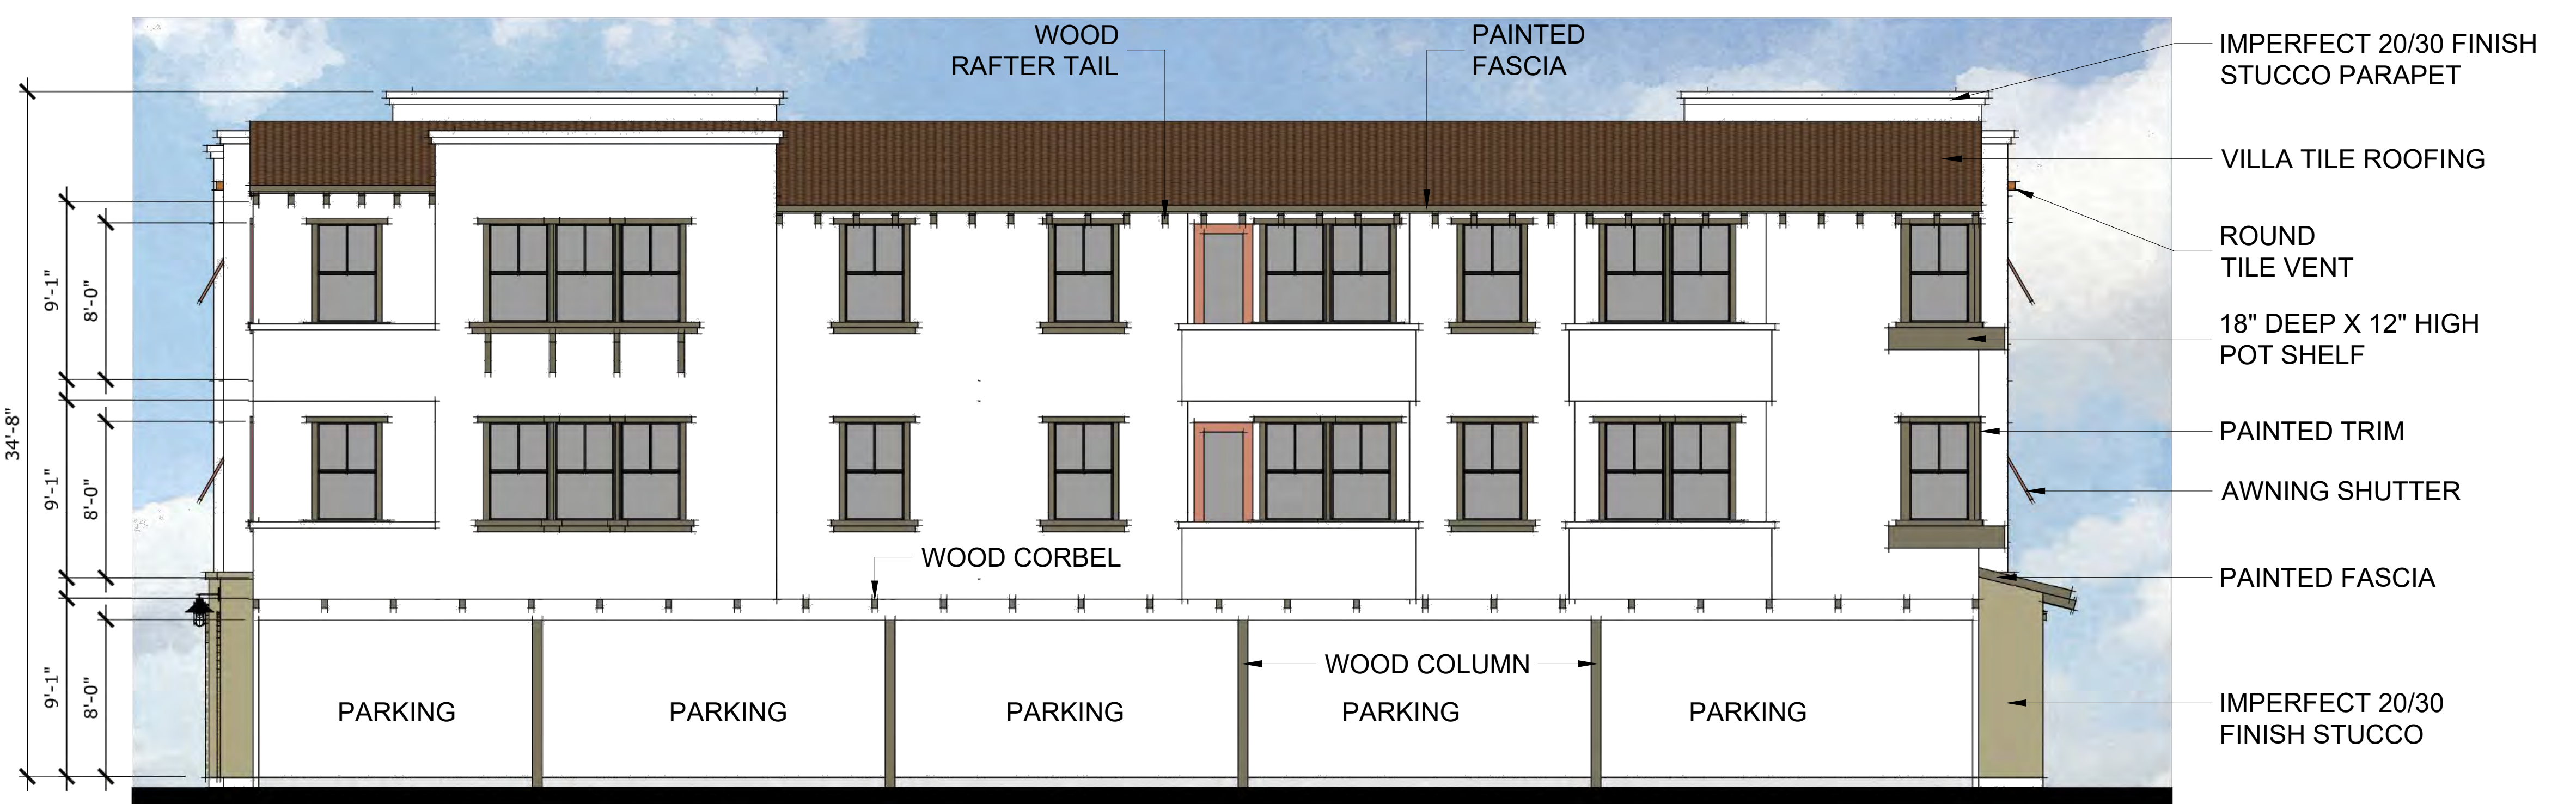 WOOD
RAFTER TAIL
PAINTED
FASCIA
IMPERFECT 20/30 FINISH
STUCCO PARAPET
VILLA TILE ROOFING
ROUND
TILE VENT
18" DEEP X 12" HIGH
POT SHELF
PAINTED TRIM
AWNING SHUTTER
PAINTED FASCIA
IMPERFECT 20/30
FINISH STUCCO
34'-8"
9'-1"
8'-0"
9'-1"
8'-0"
9'-1"
8'-0"
WOOD CORBEL
WOOD COLUMN
PARKING
PARKING
PARKING
PARKING
PARKING